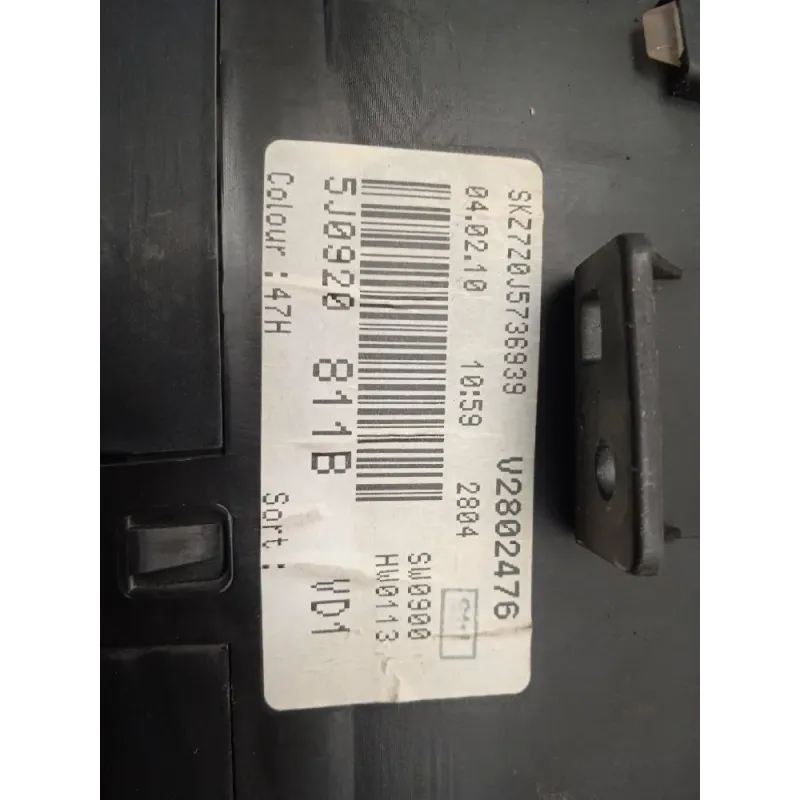 SKZ7Z0J5736939 V2802476
04.02.10 10:59 2804
SW0900
HW0113
5J0920 811B VD1
Colour :47H Sort :